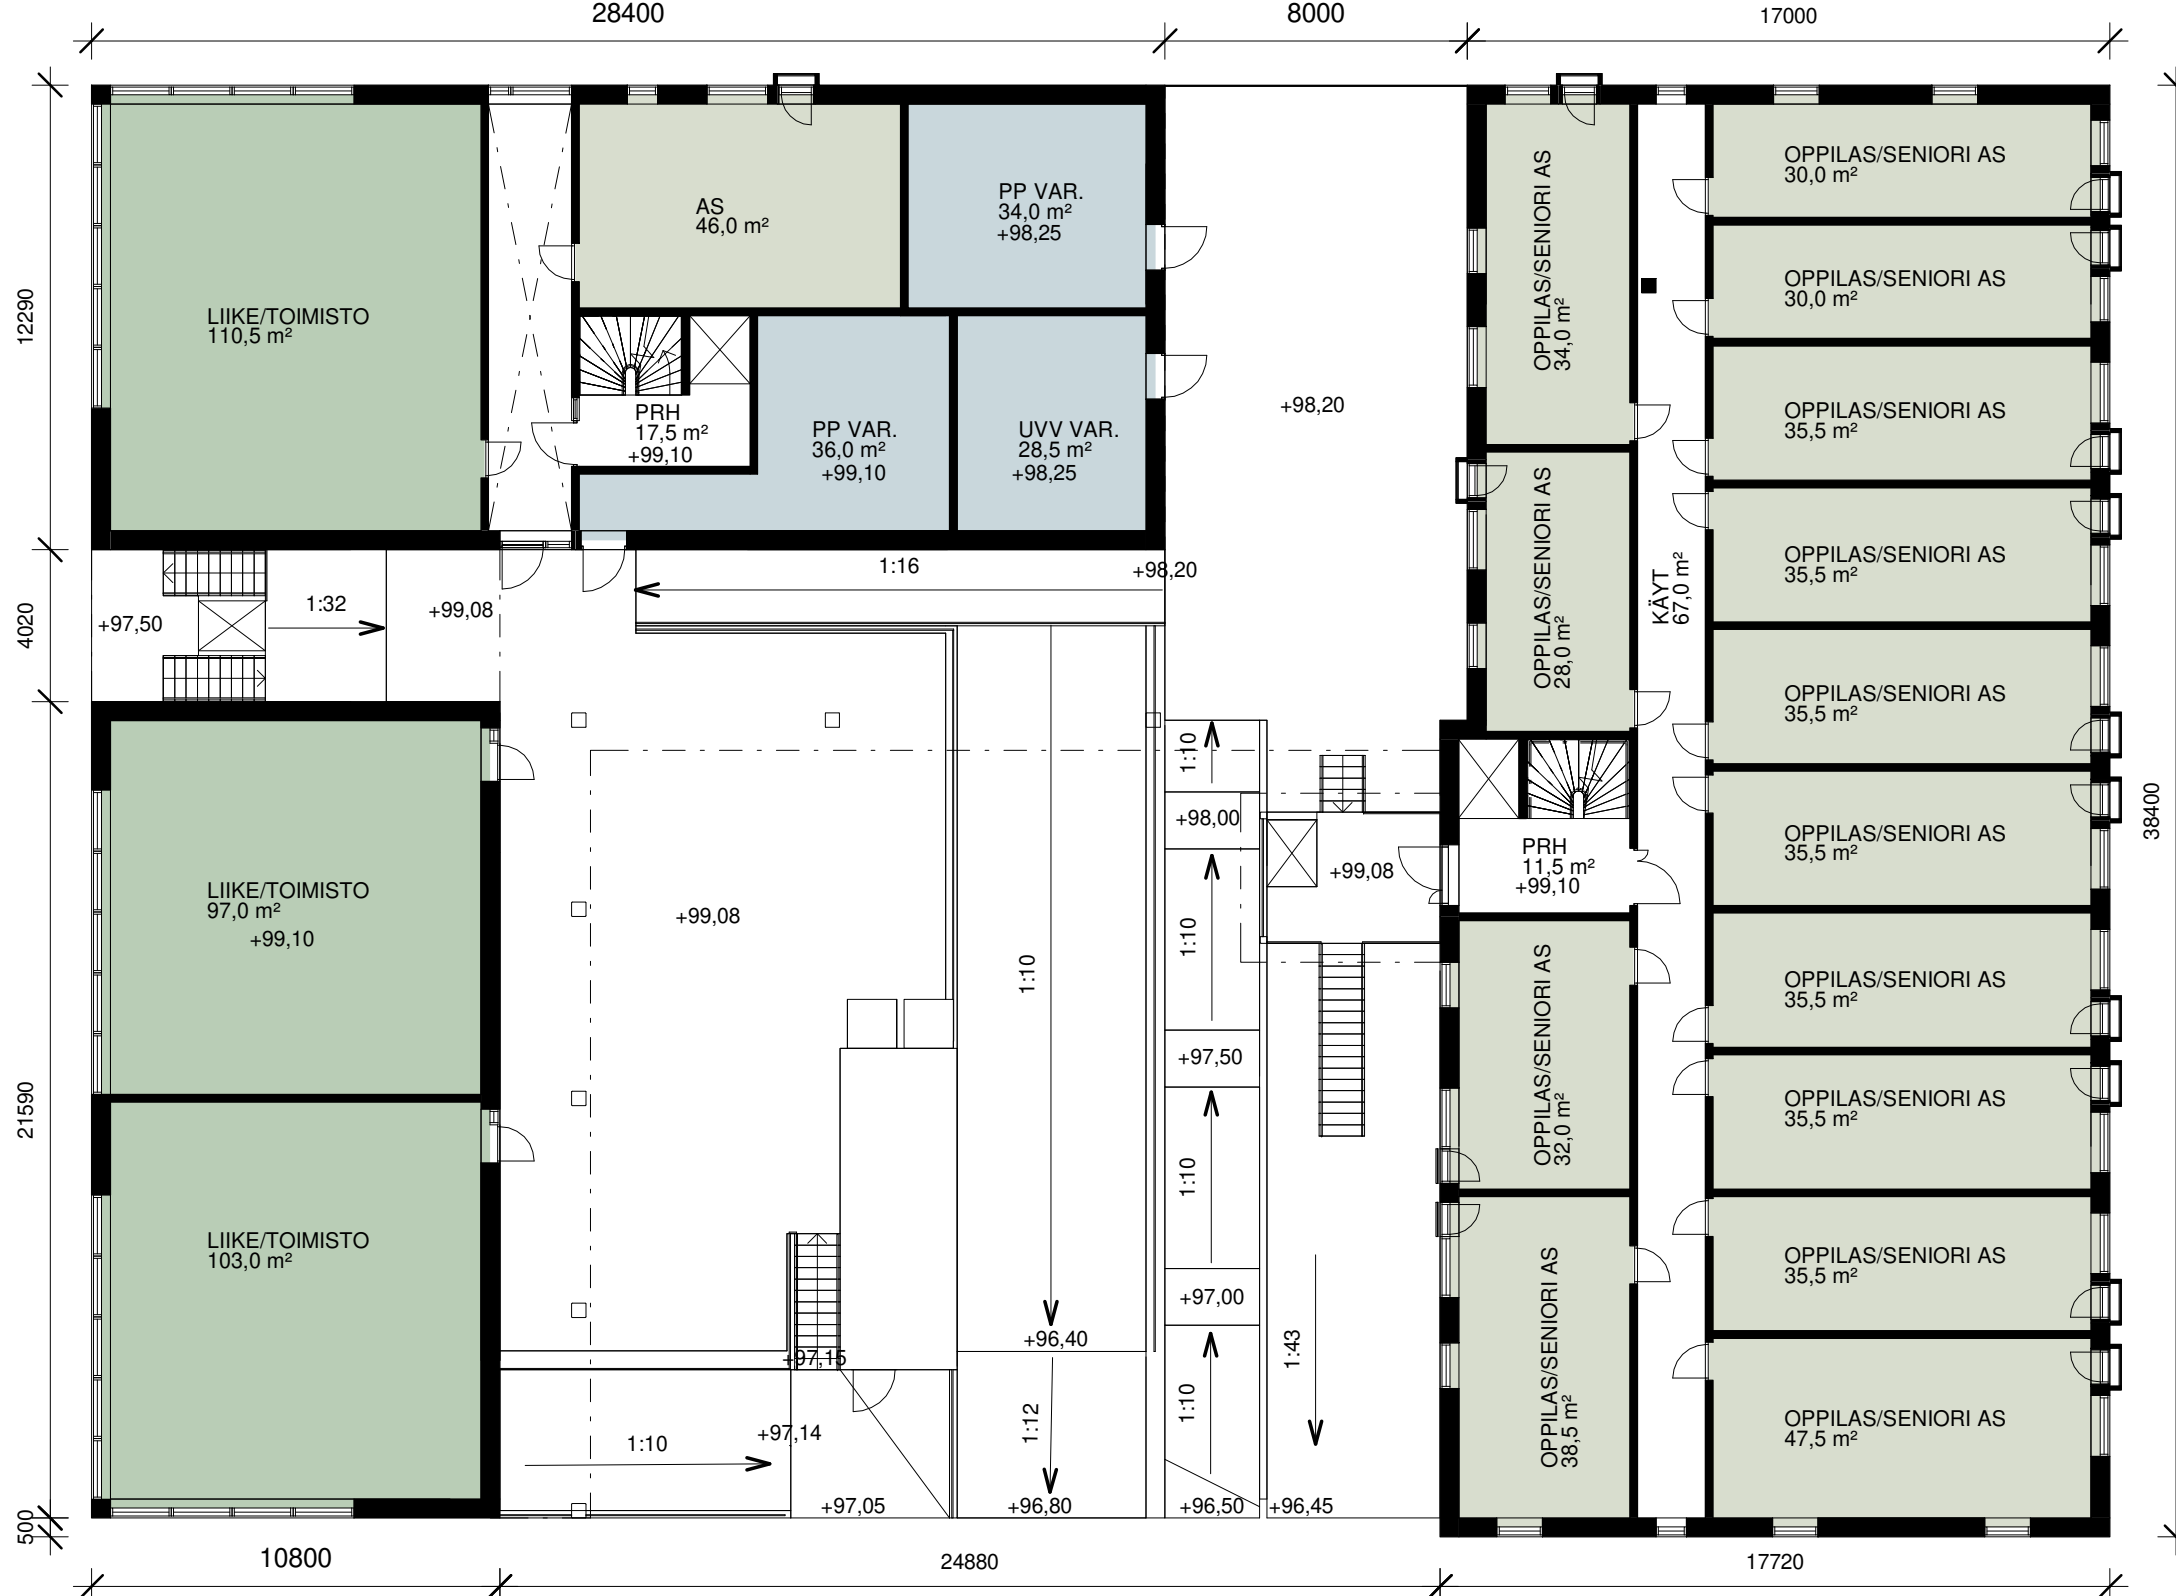 28400
8000
17000
12290
4020
21590
500
38400
10800
24880
17720
LIIKE/TOIMISTO
110,5 m²
AS
46,0 m²
PP VAR.
34,0 m²
+98,25
PRH
17,5 m²
+99,10
PP VAR.
36,0 m²
+99,10
UVV VAR.
28,5 m²
+98,25
+98,20
1:16
+98,20
+97,50
1:32
+99,08
LIIKE/TOIMISTO
97,0 m²
+99,10
LIIKE/TOIMISTO
103,0 m²
+99,08
1:10
+96,40
+97,15
+97,14
1:10
1:12
+97,05
+96,80
1:10
+98,00
1:10
+97,50
1:10
+97,00
1:10
+96,50
1:43
+96,45
+99,08
PRH
11,5 m²
+99,10
OPPILAS/SENIORI AS
34,0 m²
OPPILAS/SENIORI AS
28,0 m²
OPPILAS/SENIORI AS
32,0 m²
OPPILAS/SENIORI AS
38,5 m²
KÄYT
67,0 m²
OPPILAS/SENIORI AS
30,0 m²
OPPILAS/SENIORI AS
30,0 m²
OPPILAS/SENIORI AS
35,5 m²
OPPILAS/SENIORI AS
35,5 m²
OPPILAS/SENIORI AS
35,5 m²
OPPILAS/SENIORI AS
35,5 m²
OPPILAS/SENIORI AS
35,5 m²
OPPILAS/SENIORI AS
35,5 m²
OPPILAS/SENIORI AS
35,5 m²
OPPILAS/SENIORI AS
47,5 m²